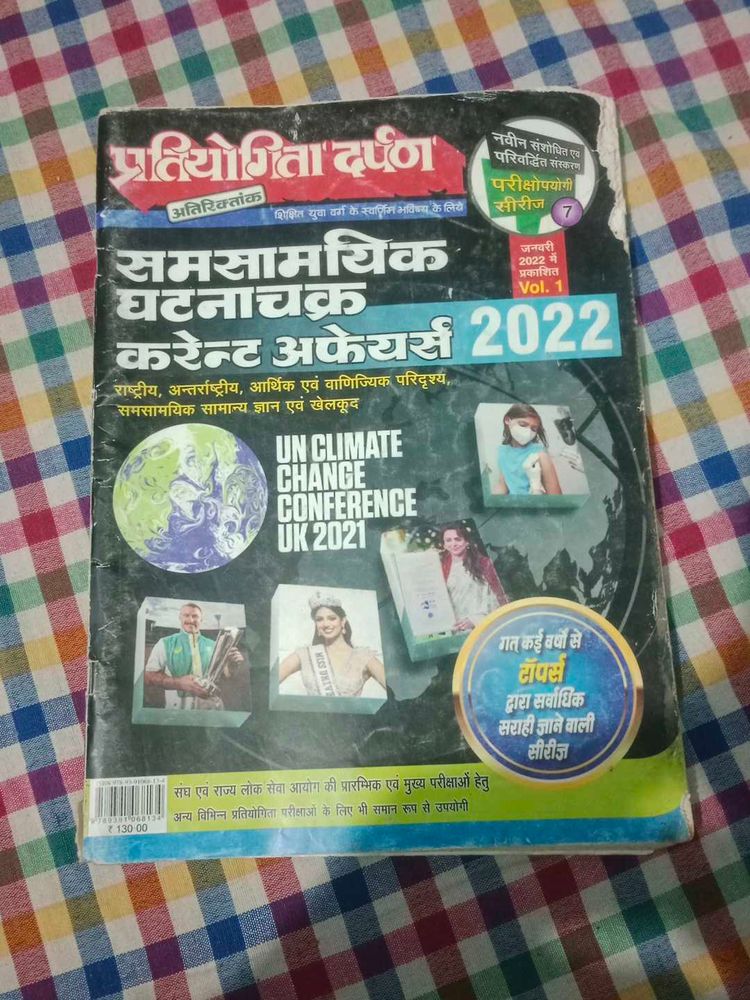 प्रतियोगिता दर्पण
अतिरिक्तांक
शिक्षित युवा वर्ग के स्वर्णिम भविष्य के लिये
नवीन संशोधित एवं
परिवर्द्धित संस्करण
परीक्षोपयोगी
सीरीज 7
जनवरी
2022 में
प्रकाशित
Vol. 1
समसामयिक
घटनाचक्र
करेन्ट अफेयर्स 2022
राष्ट्रीय, अन्तर्राष्ट्रीय, आर्थिक एवं वाणिज्यिक परिदृश्य,
समसामयिक सामान्य ज्ञान एवं खेलकूद
UN CLIMATE
CHANGE
CONFERENCE
UK 2021
गत् कई वर्षों से
टॉपर्स
द्वारा सर्वाधिक
सराही जाने वाली
सीरीज
संघ एवं राज्य लोक सेवा आयोग की प्रारम्भिक एवं मुख्य परीक्षाओं हेतु
अन्य विभिन्न प्रतियोगिता परीक्षाओं के लिए भी समान रूप से उपयोगी
9789381068134
₹ 130·00